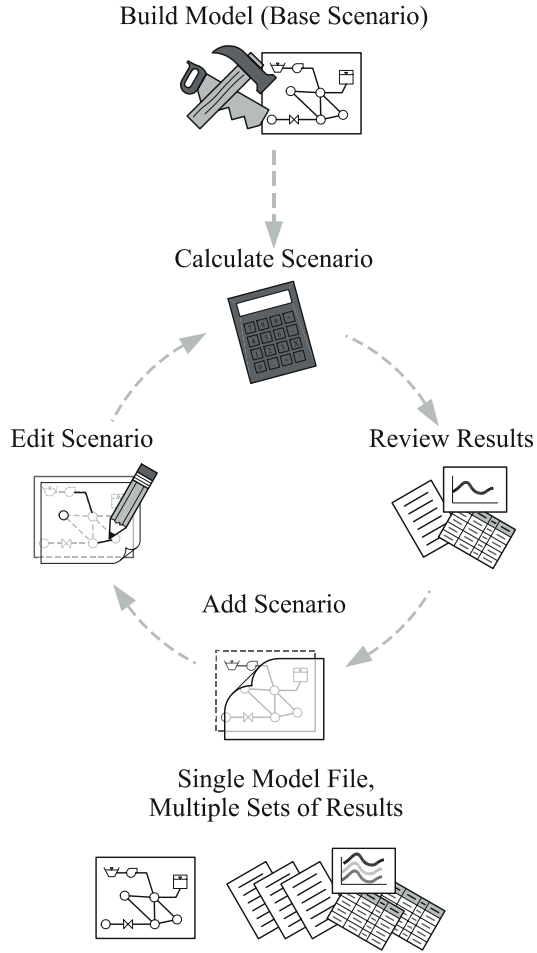 Build Model (Base Scenario)
Calculate Scenario
Edit Scenario
Review Results
Add Scenario
Single Model File,
Multiple Sets of Results